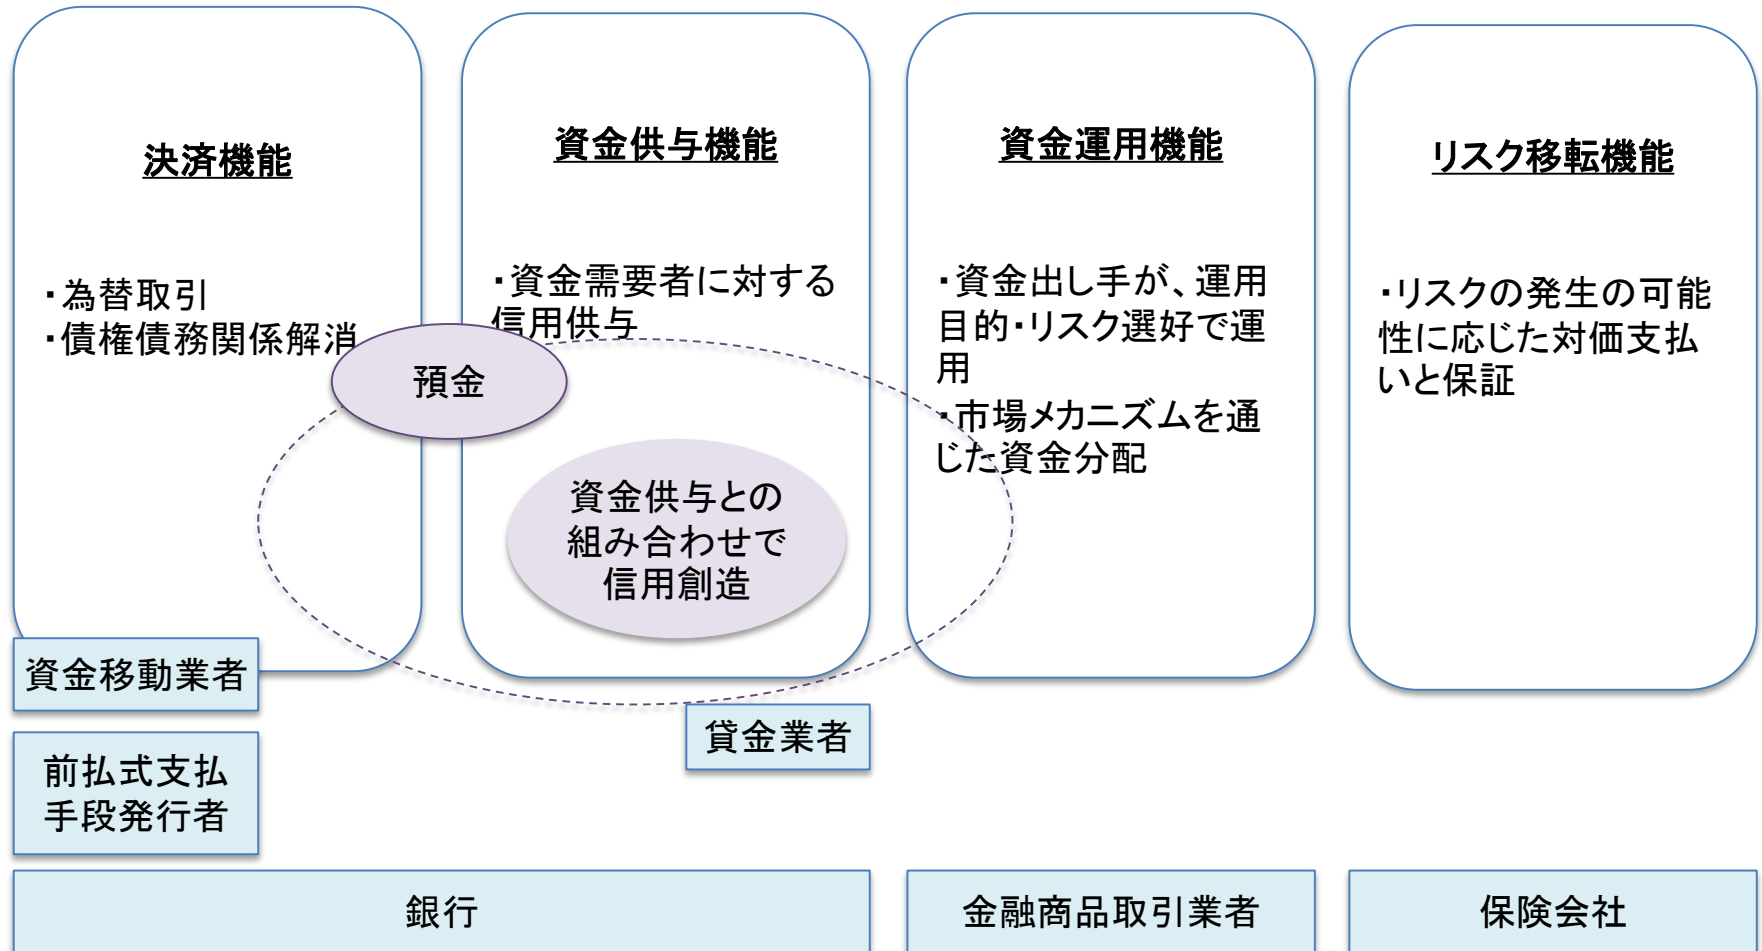 決済機能
・為替取引
・債権債務関係解消
資金供与機能
・資金需要者に対する
信用供与
預金
資金供与との
組み合わせで
信用創造
資金運用機能
・資金出し手が、運用
目的・リスク選好で運
用
・市場メカニズムを通
じた資金分配
リスク移転機能
・リスクの発生の可能
性に応じた対価支払
いと保証
資金移動業者
貸金業者
前払式支払
手段発行者
銀行
金融商品取引業者
保険会社